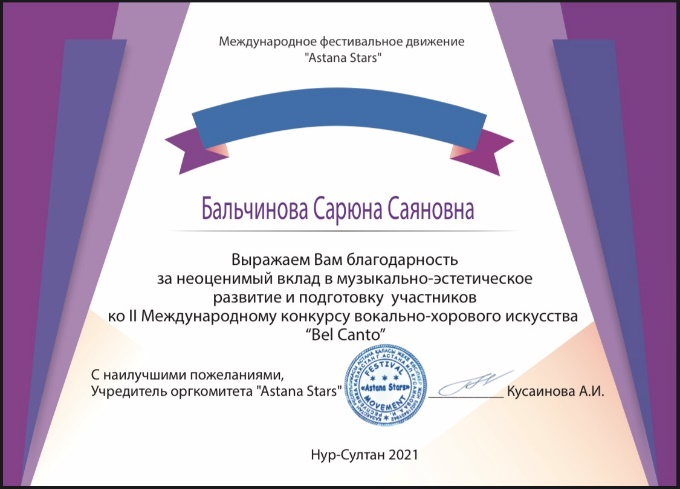 Международное фестивальное движение
"Astana Stars"
Бальчинова Сарюна Саяновна
Выражаем Вам благодарность
за неоценимый вклад в музыкально-эстетическое
развитие и подготовку участников
ко II Международному конкурсу вокально-хорового искусства
“Bel Canto”
С наилучшими пожеланиями,
Учредитель оргкомитета "Astana Stars"
FESTIVAL
«Astana Stars»
MOVEMENT
Кусаинова А.И.
Нур-Султан 2021